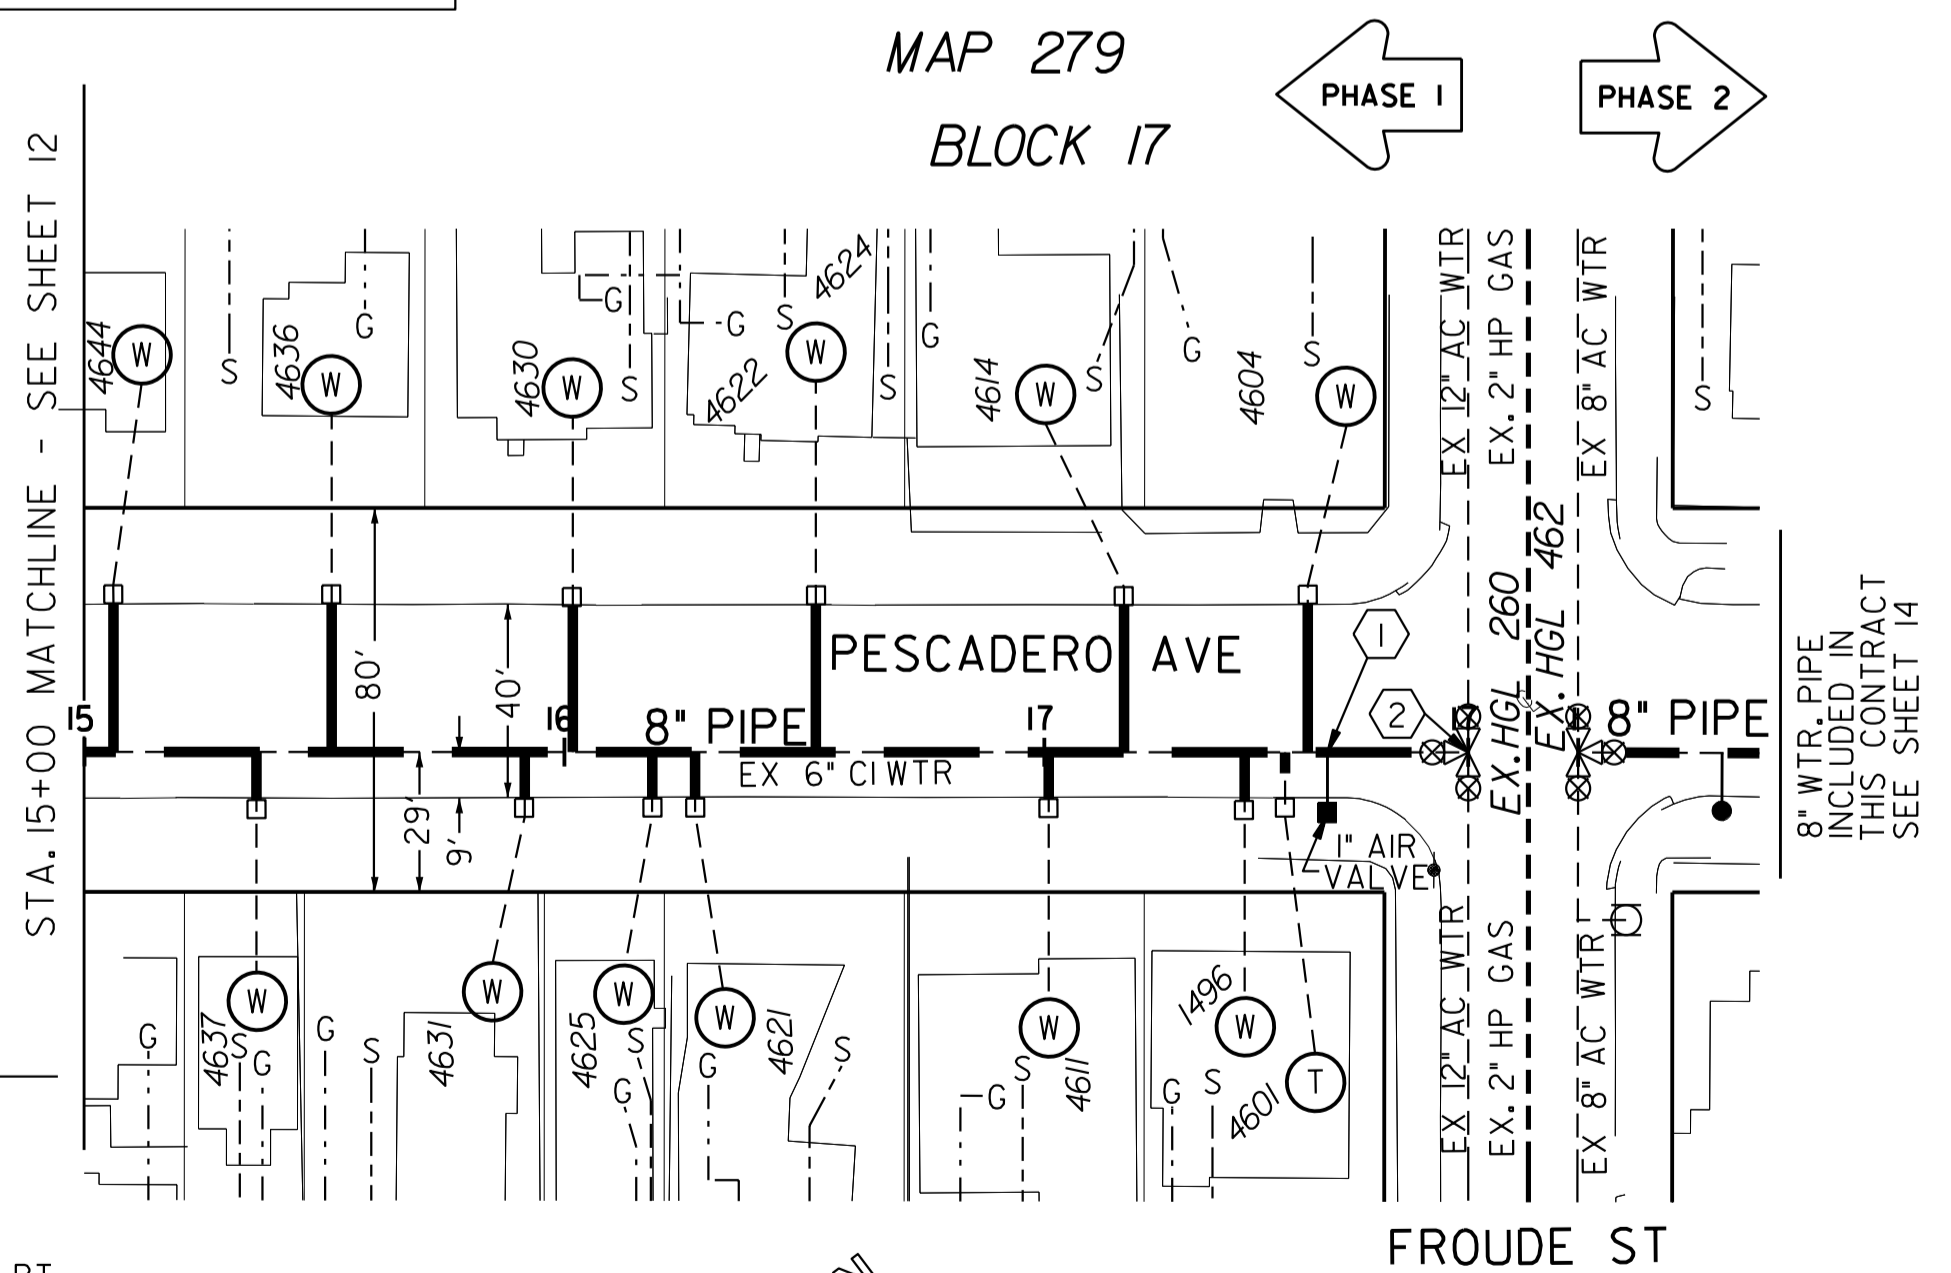 MAP 279
BLOCK 17
PHASE 1
PHASE 2
STA. 15+00 MATCHLINE - SEE SHEET 12
4644
W
S
4636
W
G
4630
W
G
S
4622
4624
G
S
W
S
G
4614
W
S
G
4604
S
W
EX 12" AC WTR
EX. 2" HP GAS
EX 8" AC WTR
S
80'
40'
PESCADERO AVE
1
2
EX. HGL 260
EX. HGL 462
15
16
17
8" PIPE
8" PIPE
EX 6" CI WTR
29'
9'
1" AIR
VALVE
8" WTR. PIPE
INCLUDED IN
THIS CONTRACT
SEE SHEET 14
G
4637
W
S
G
G
S
4631
W
4625
W
S
G
W
G
4621
S
G
S
W
4611
1496
W
G
S
4601
T
EX 12" AC WTR
EX. 2" HP GAS
EX 8" AC WTR
FROUDE ST